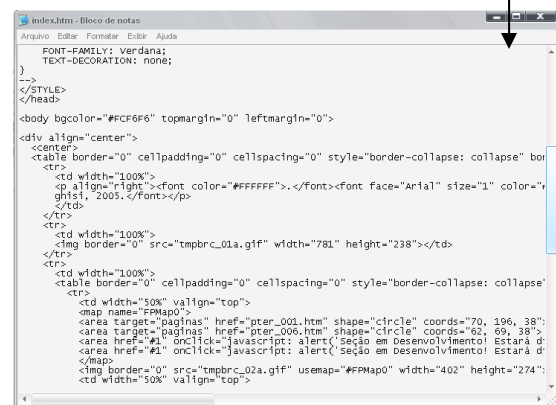 index.htm - Bloco de notas
Arquivo Editar Formatar Exibir Ajuda
FONT-FAMILY: Verdana;
TEXT-DECORATION: none;
}
-->
</STYLE>
</head>
<body bgcolor="#FCF6F6" topmargin="0" leftmargin="0">
<div align="center">
<center>
<table border="0" cellpadding="0" cellspacing="0" style="border-collapse: collapse" bor
<tr>
<td width="100%">
<p align="right"><font color="#FFFFFF">.</font><font face="Arial" size="1" color="
ghisi, 2005.</font></p>
</td>
</tr>
<tr>
<td width="100%">
<img border="0" src="tmpbrc_01a.gif" width="781" height="238"></td>
</tr>
<tr>
<td width="100%">
<table border="0" cellpadding="0" cellspacing="0" style="border-collapse: collapse"
<tr>
<td width="50%" valign="top">
<map name="FPMap0">
<area target="paginas" href="pter_001.htm" shape="circle" coords="70, 196, 38">
<area target="paginas" href="pter_006.htm" shape="circle" coords="62, 69, 38">
<area href="#1" onClick="javascript: alert('Seção em Desenvolvimento! Estará d
<area href="#1" onClick="javascript: alert('Seção em Desenvolvimento! Estará d
</map>
<img border="0" src="tmpbrc_02a.gif" usemap="#FPMap0" width="402" height="274"
<td width="50%" valign="top">